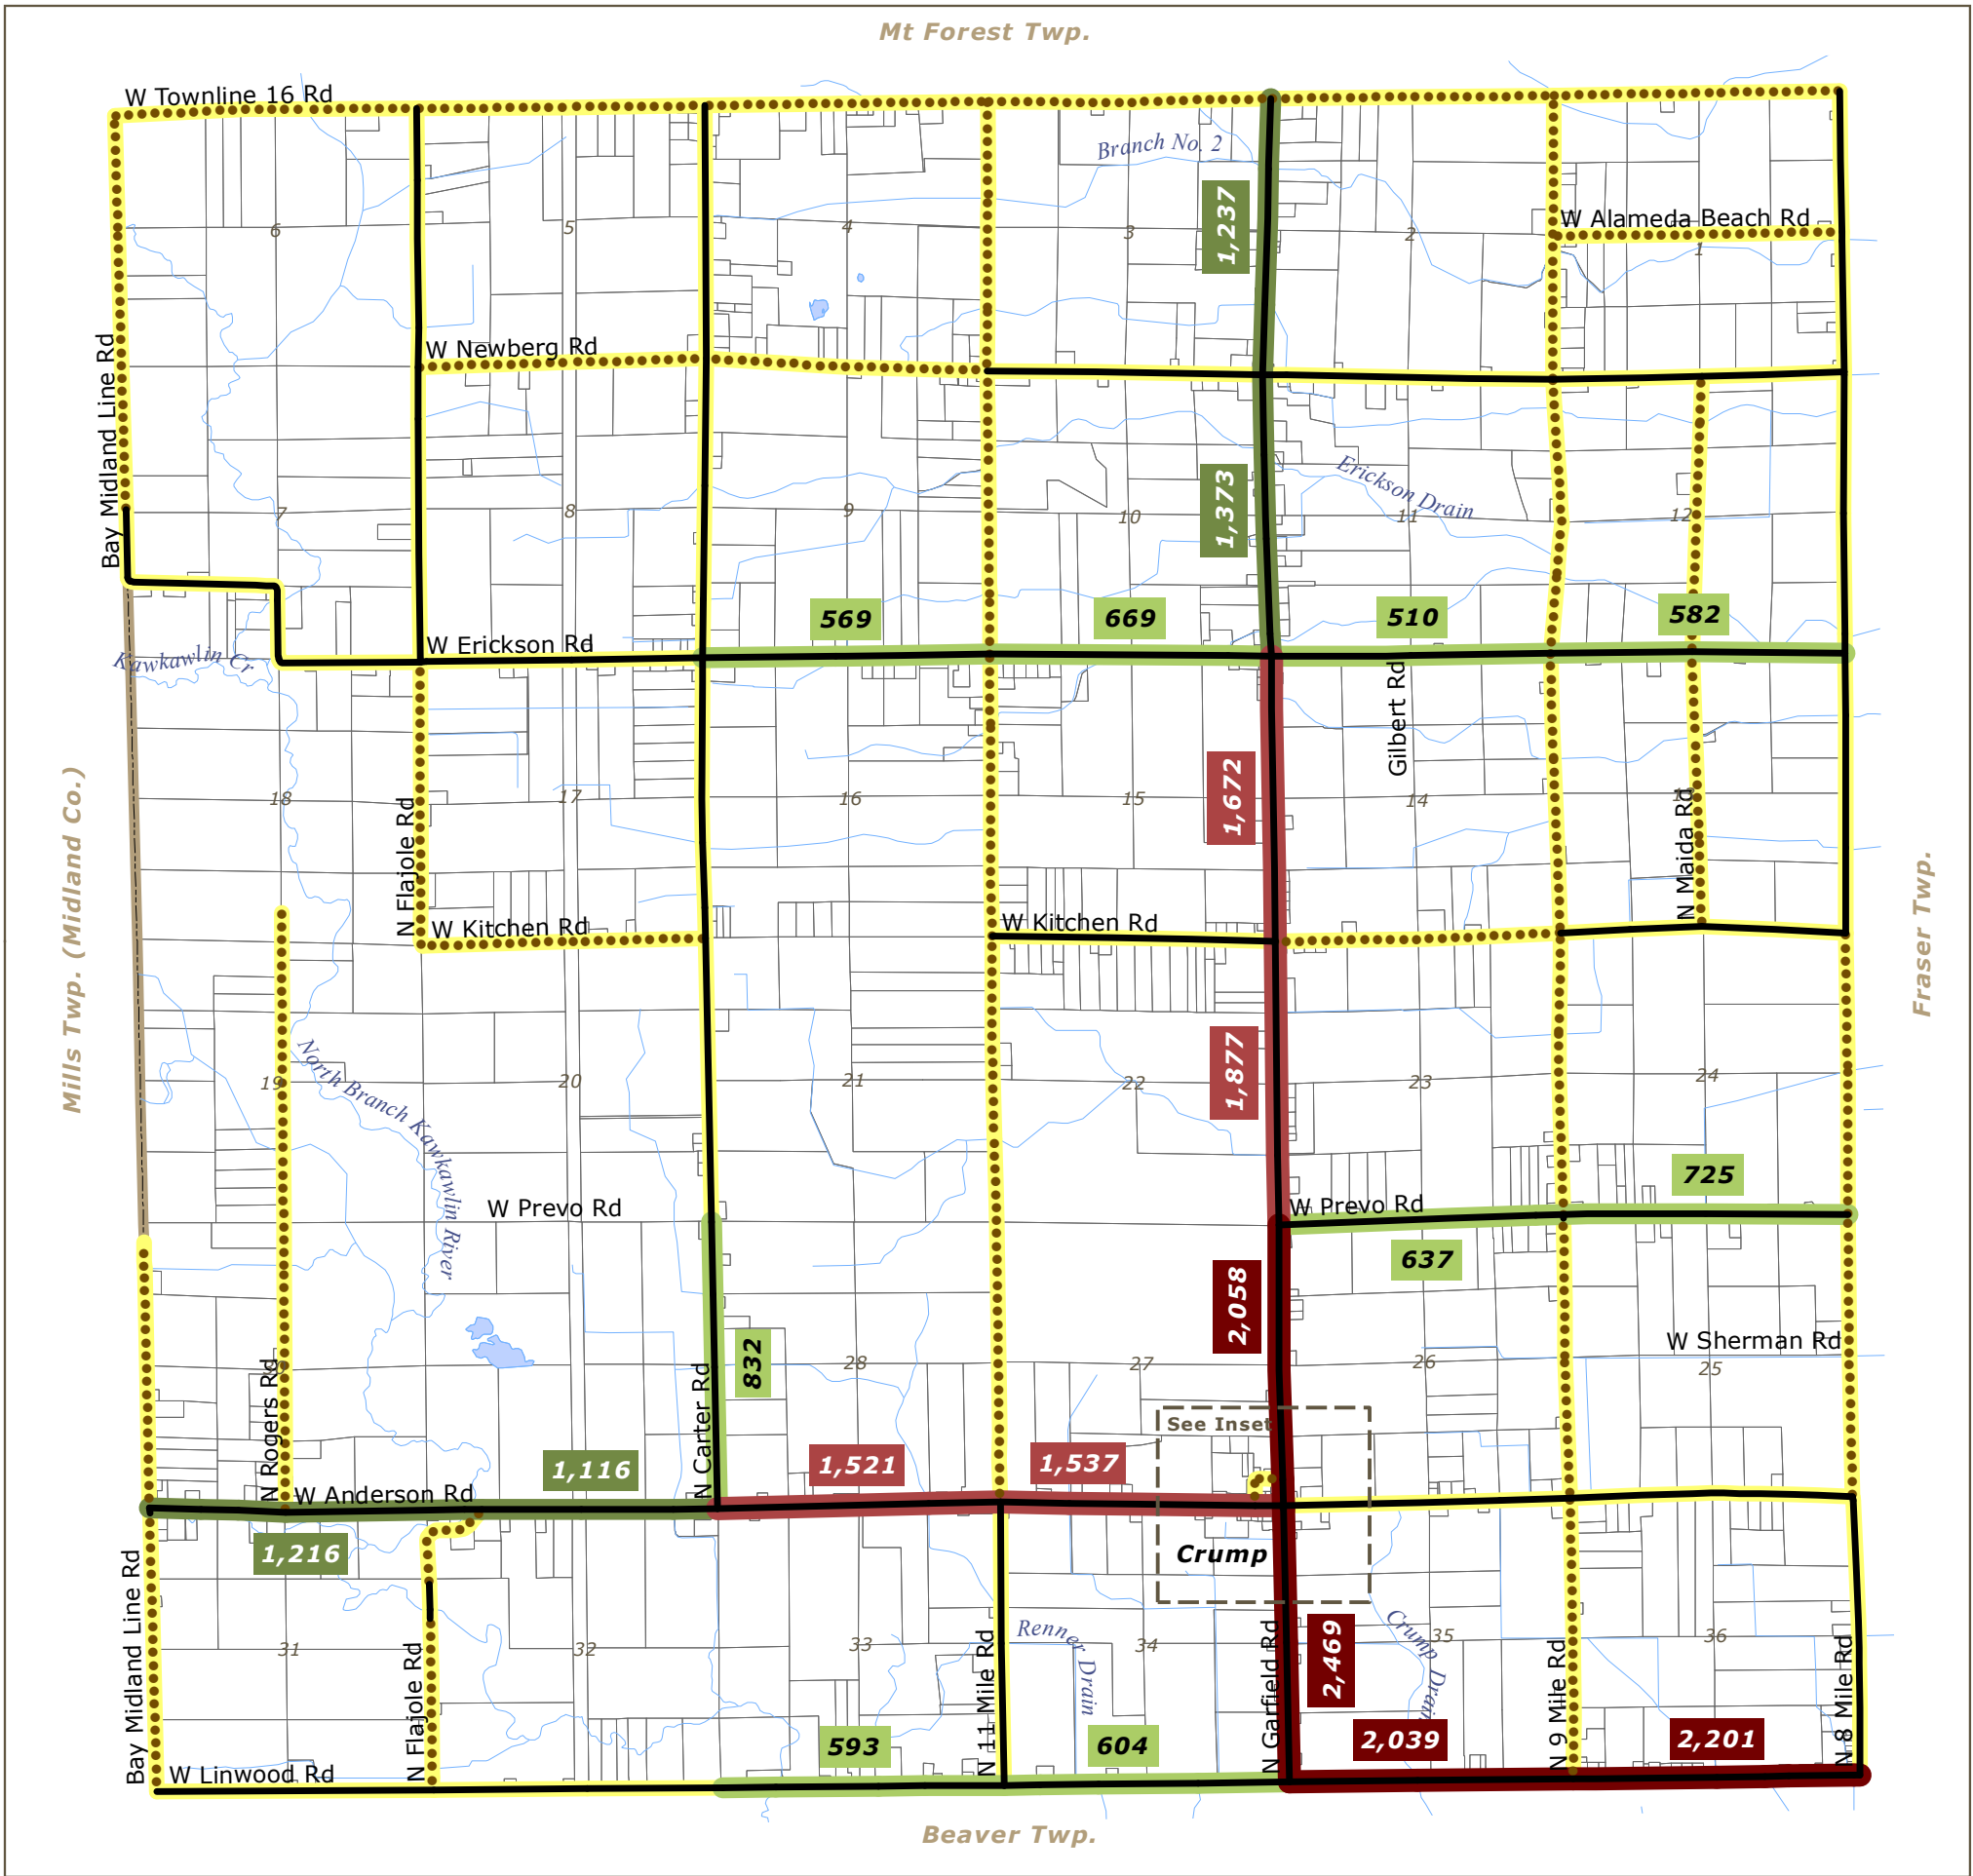 Mt Forest Twp.
W Townline 16 Rd
Branch No. 2
1,237
W Alameda Beach Rd
6
5
4
3
2
1
W Newberg Rd
Bay Midland Line Rd
1,373
Erickson Drain
7
8
9
10
11
12
569
669
510
582
W Erickson Rd
Kawkawlin Cr
Gilbert Rd
1,672
18
17
16
15
14
N Flajole Rd
N Maida Rd
W Kitchen Rd
W Kitchen Rd
Mills Twp. (Midland Co.)
Fraser Twp.
1,877
19
20
21
22
23
24
North Branch Kawkawlin River
725
W Prevo Rd
W Prevo Rd
637
2,058
W Sherman Rd
832
28
27
26
25
N Rogers Rd
N Carter Rd
See Inset
1,116
1,521
1,537
W Anderson Rd
1,216
Crump
Bay Midland Line Rd
N Flajole Rd
31
32
33
34
35
36
N 11 Mile Rd
Renner Drain
N Garfield Rd
2,469
Crump Drain
N 9 Mile Rd
N 8 Mile Rd
593
604
2,039
2,201
W Linwood Rd
Beaver Twp.